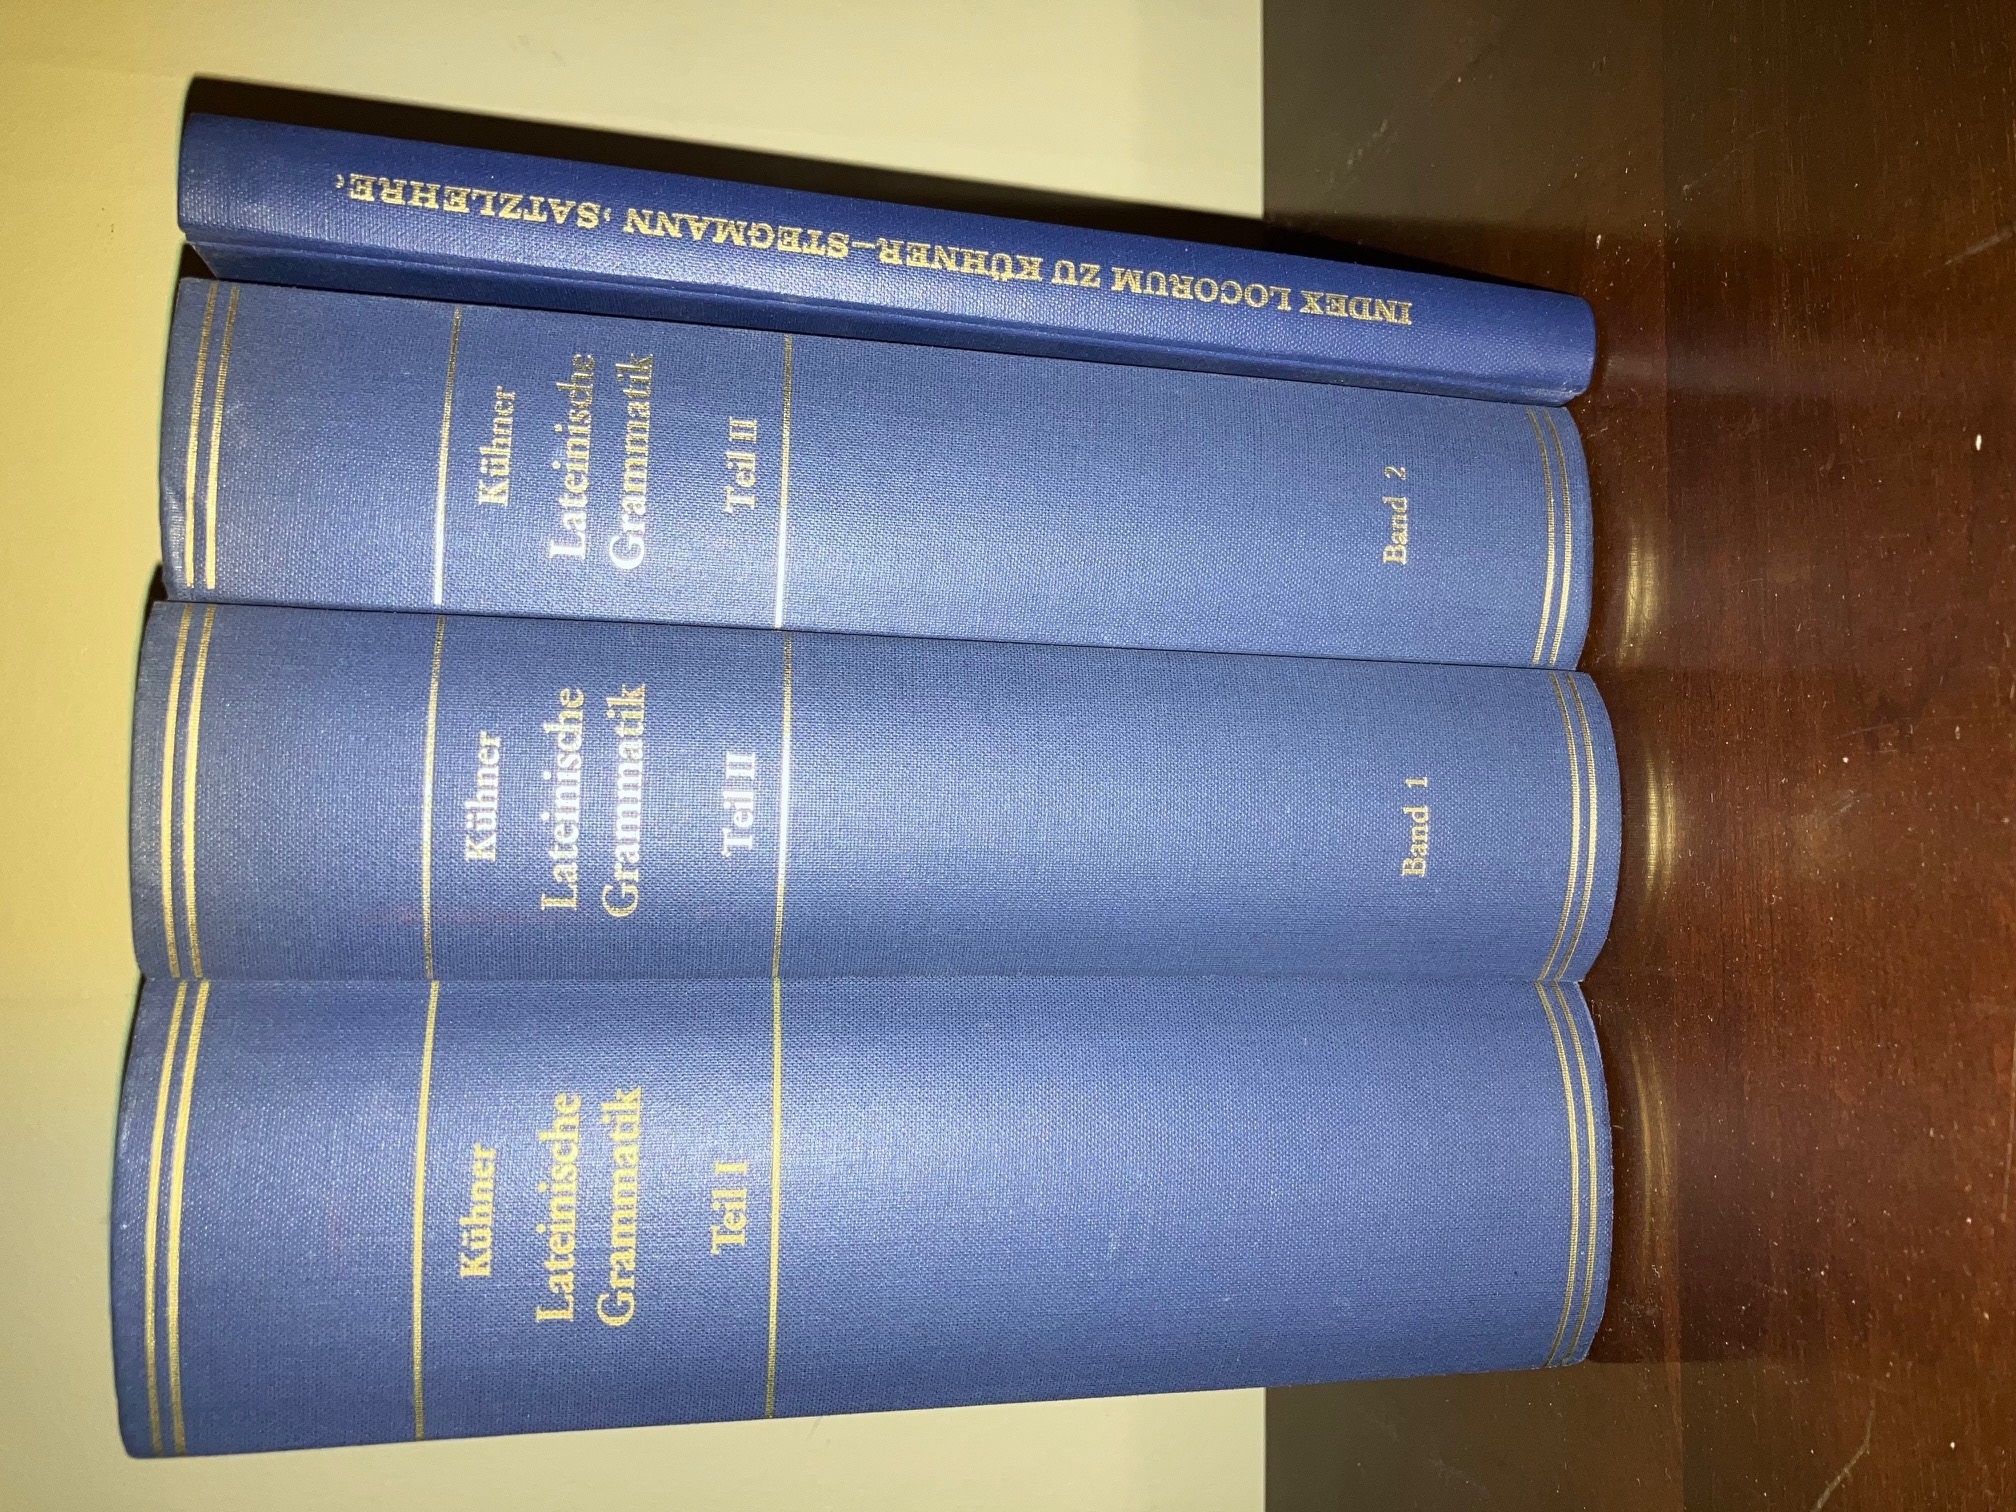 Kühner
Lateinische
Grammatik
Teil I
Kühner
Lateinische
Grammatik
Teil II
Band 1
Kühner
Lateinische
Grammatik
Teil II
Band 2
INDEX LOCORUM ZU KÜHNER–STEGMANN ›SATZLEHRE‹